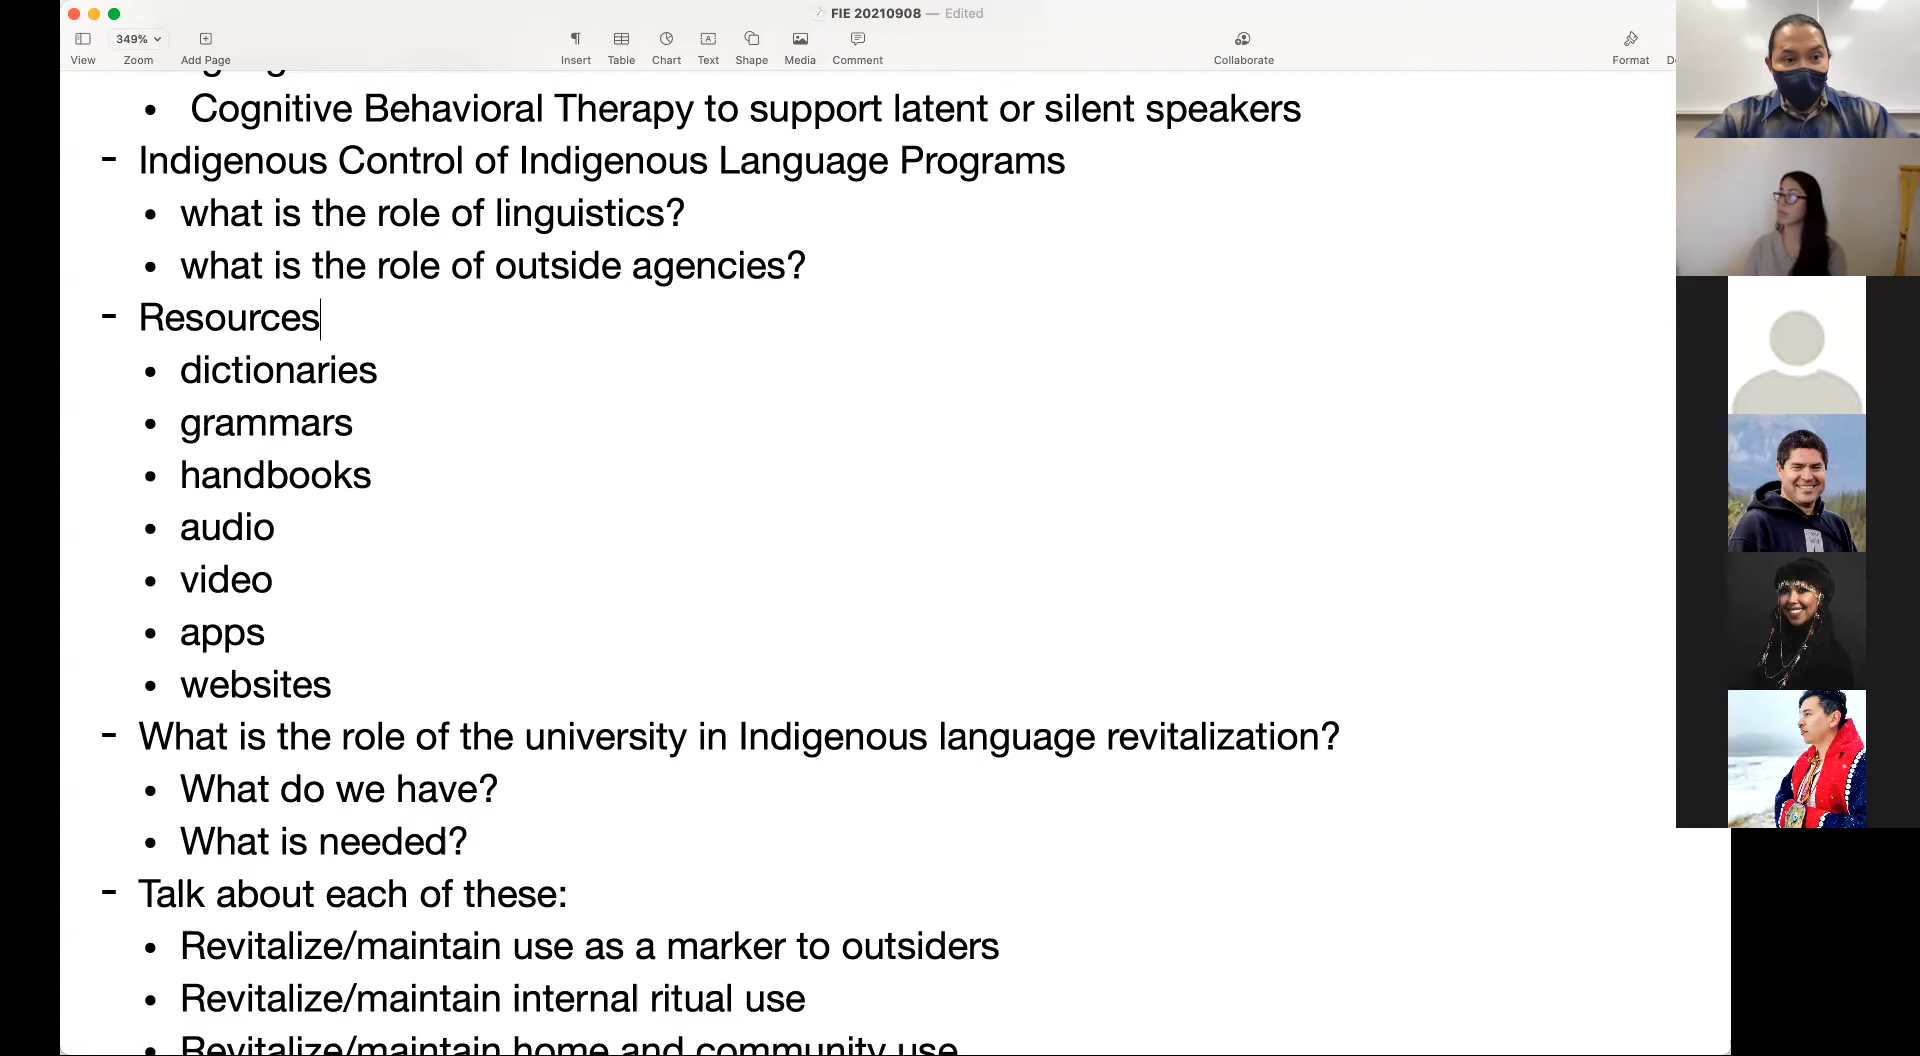 FIE 20210908 — Edited
349%
View Zoom Add Page Insert Table Chart Text Shape Media Comment Collaborate Format
• Cognitive Behavioral Therapy to support latent or silent speakers
- Indigenous Control of Indigenous Language Programs
• what is the role of linguistics?
• what is the role of outside agencies?
- Resources
• dictionaries
• grammars
• handbooks
• audio
• video
• apps
• websites
- What is the role of the university in Indigenous language revitalization?
• What do we have?
• What is needed?
- Talk about each of these:
• Revitalize/maintain use as a marker to outsiders
• Revitalize/maintain internal ritual use
• Revitalize/maintain home and community use